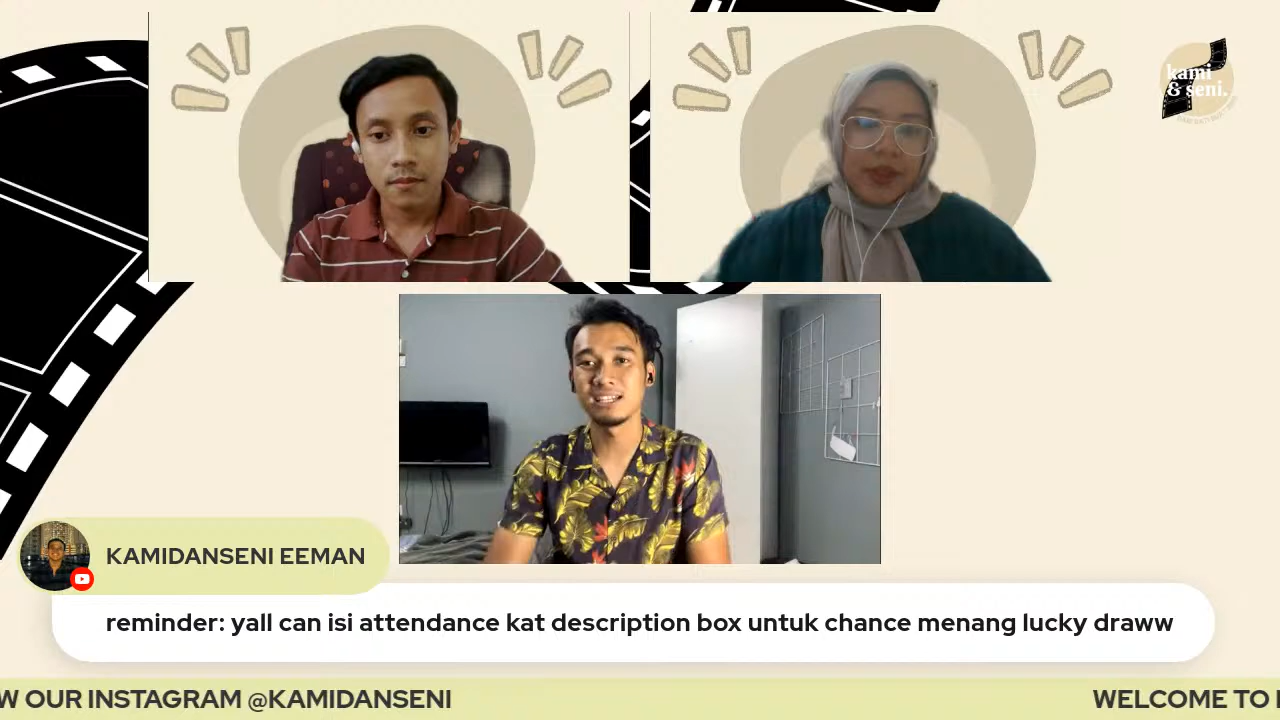 kami
& seni.
KAMIDANSENI EEMAN
reminder: yall can isi attendance kat description box untuk chance menang lucky draww
W OUR INSTAGRAM @KAMIDANSENI
WELCOME TO